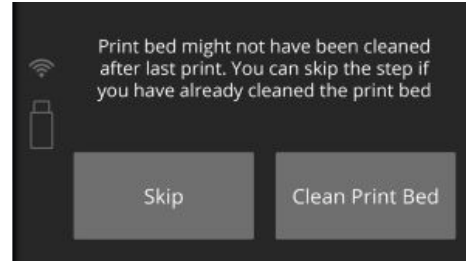 Print bed might not have been cleaned
after last print. You can skip the step if
you have already cleaned the print bed
Skip
Clean Print Bed